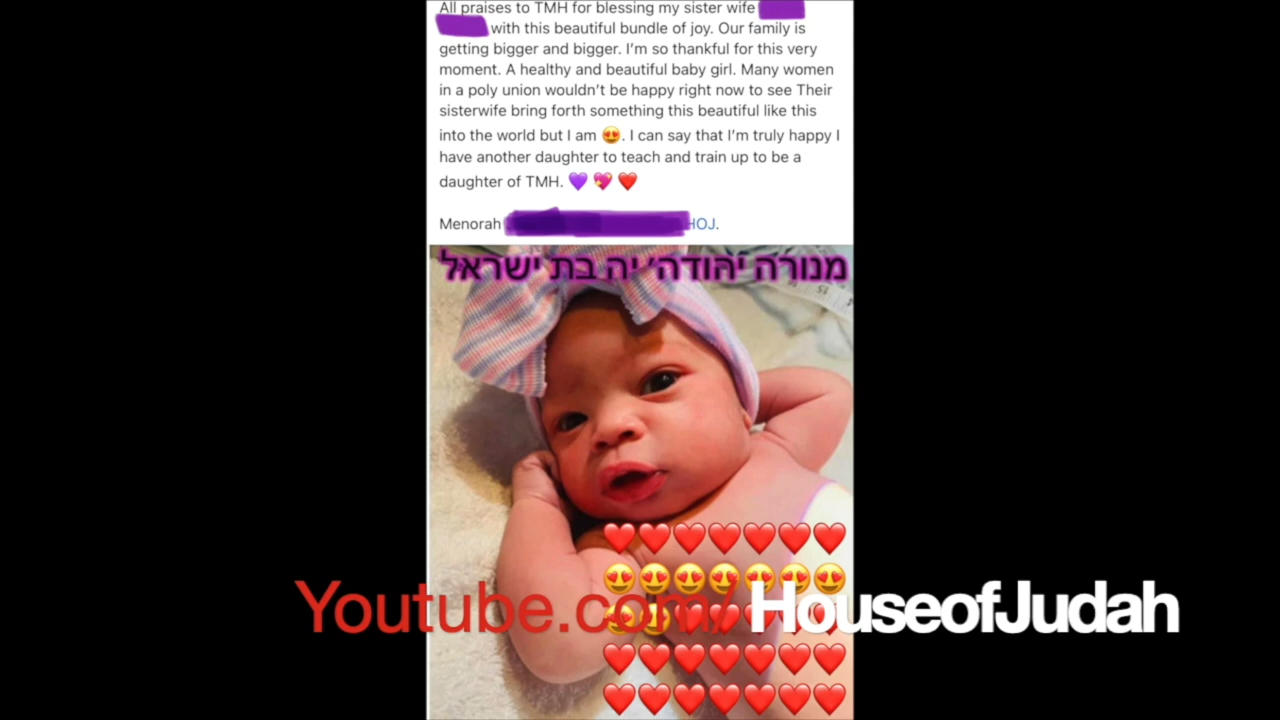 All praises to TMH for blessing my sister wife
with this beautiful bundle of joy. Our family is
getting bigger and bigger. I'm so thankful for this very
moment. A healthy and beautiful baby girl. Many women
in a poly union wouldn't be happy right now to see Their
sisterwife bring forth something this beautiful like this
into the world but I am 😍. I can say that I'm truly happy I
have another daughter to teach and train up to be a
daughter of TMH. 💜 💖 ❤️
Menorah HOJ.
מנורה יהודה׳ יה בת ישראל
Youtube.com/ HouseofJudah